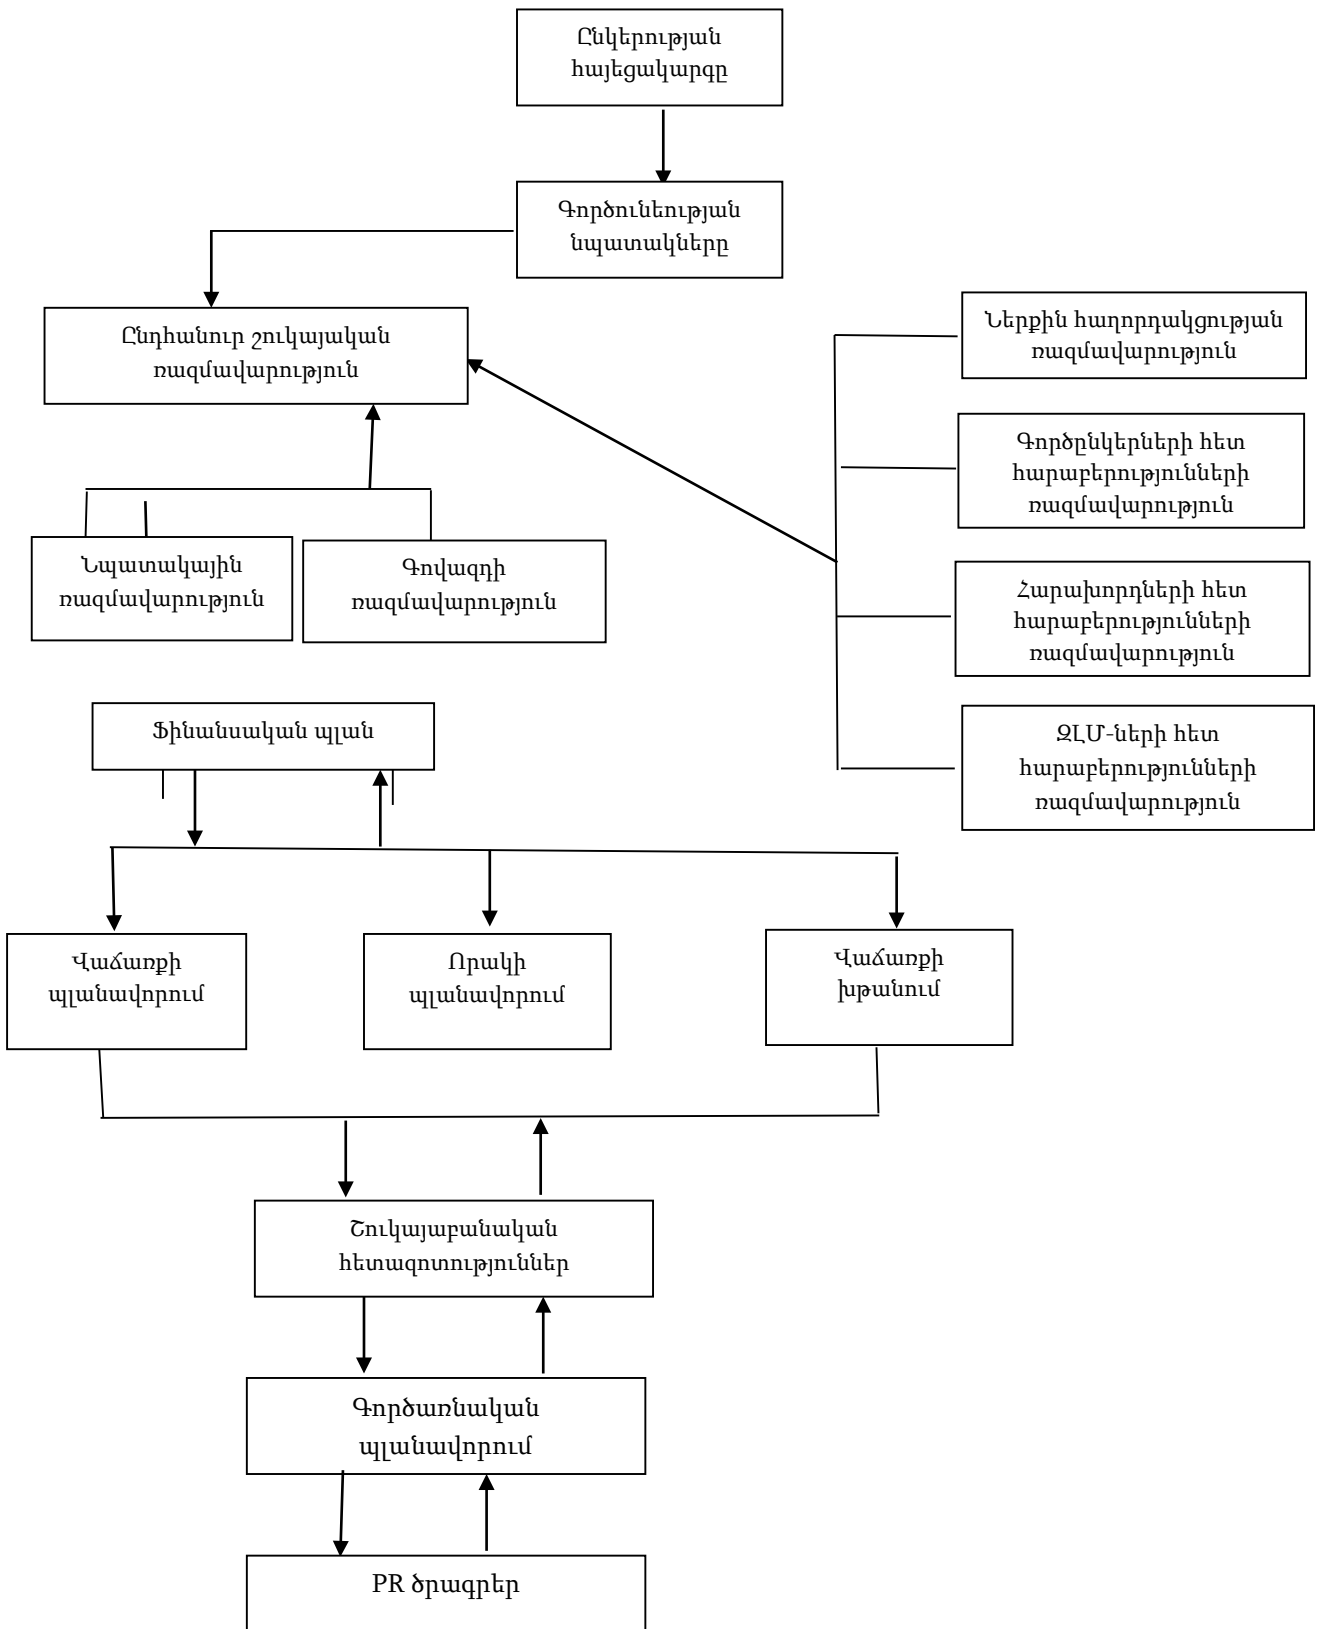 Ընկերության
հայեցակարգը
Գործունեության
նպատակները
Ընդհանուր շուկայական
ռազմավարություն
Ներքին հաղորդակցության
ռազմավարություն
Գործընկերների հետ
հարաբերությունների
ռազմավարություն
Նպատակային
ռազմավարություն
Գովազդի
ռազմավարություն
Հարախորդների հետ
հարաբերությունների
ռազմավարություն
Ֆինանսական պլան
ԶԼՄ-ների հետ
հարաբերությունների
ռազմավարություն
Վաճառքի
պլանավորում
Որակի
պլանավորում
Վաճառքի
խթանում
Շուկայաբանական
հետազոտություններ
Գործառնական
պլանավորում
PR ծրագրեր